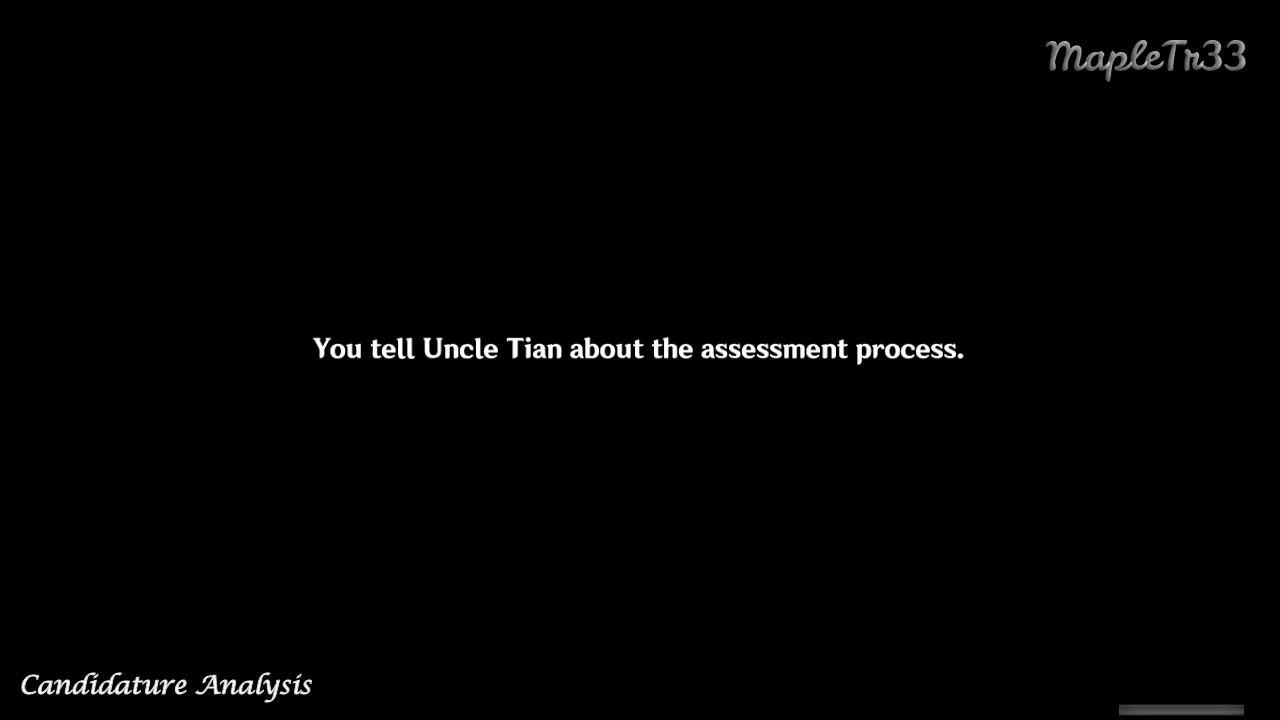 MapleTr33
You tell Uncle Tian about the assessment process.
Candidature Analysis